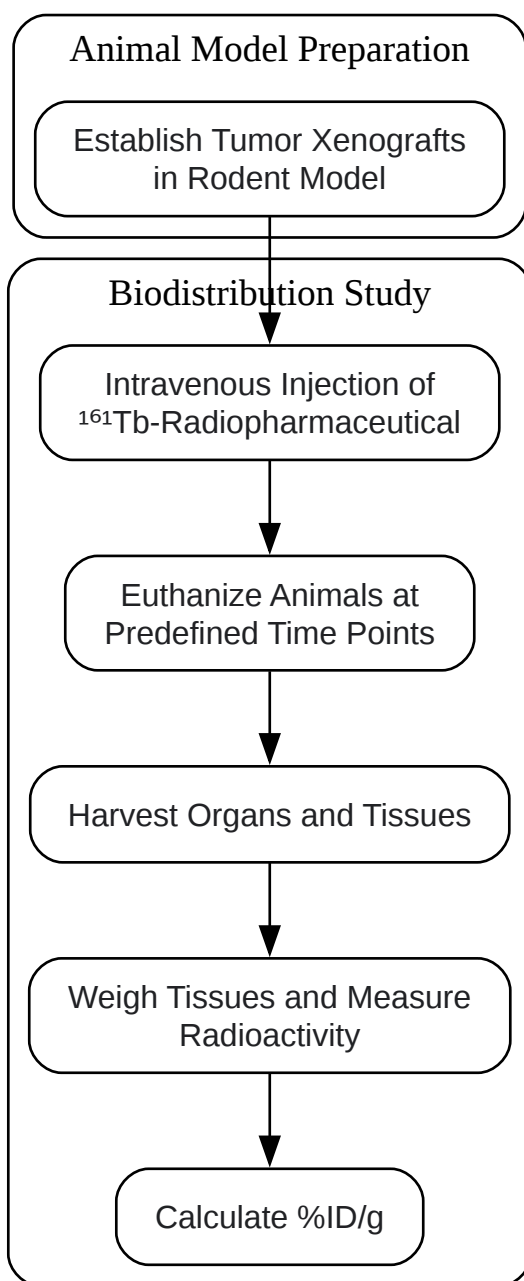 Animal Model Preparation
Establish Tumor Xenografts
in Rodent Model
Biodistribution Study
Intravenous Injection of
¹⁶¹Tb-Radiopharmaceutical
Euthanize Animals at
Predefined Time Points
Harvest Organs and Tissues
Weigh Tissues and Measure
Radioactivity
Calculate %ID/g